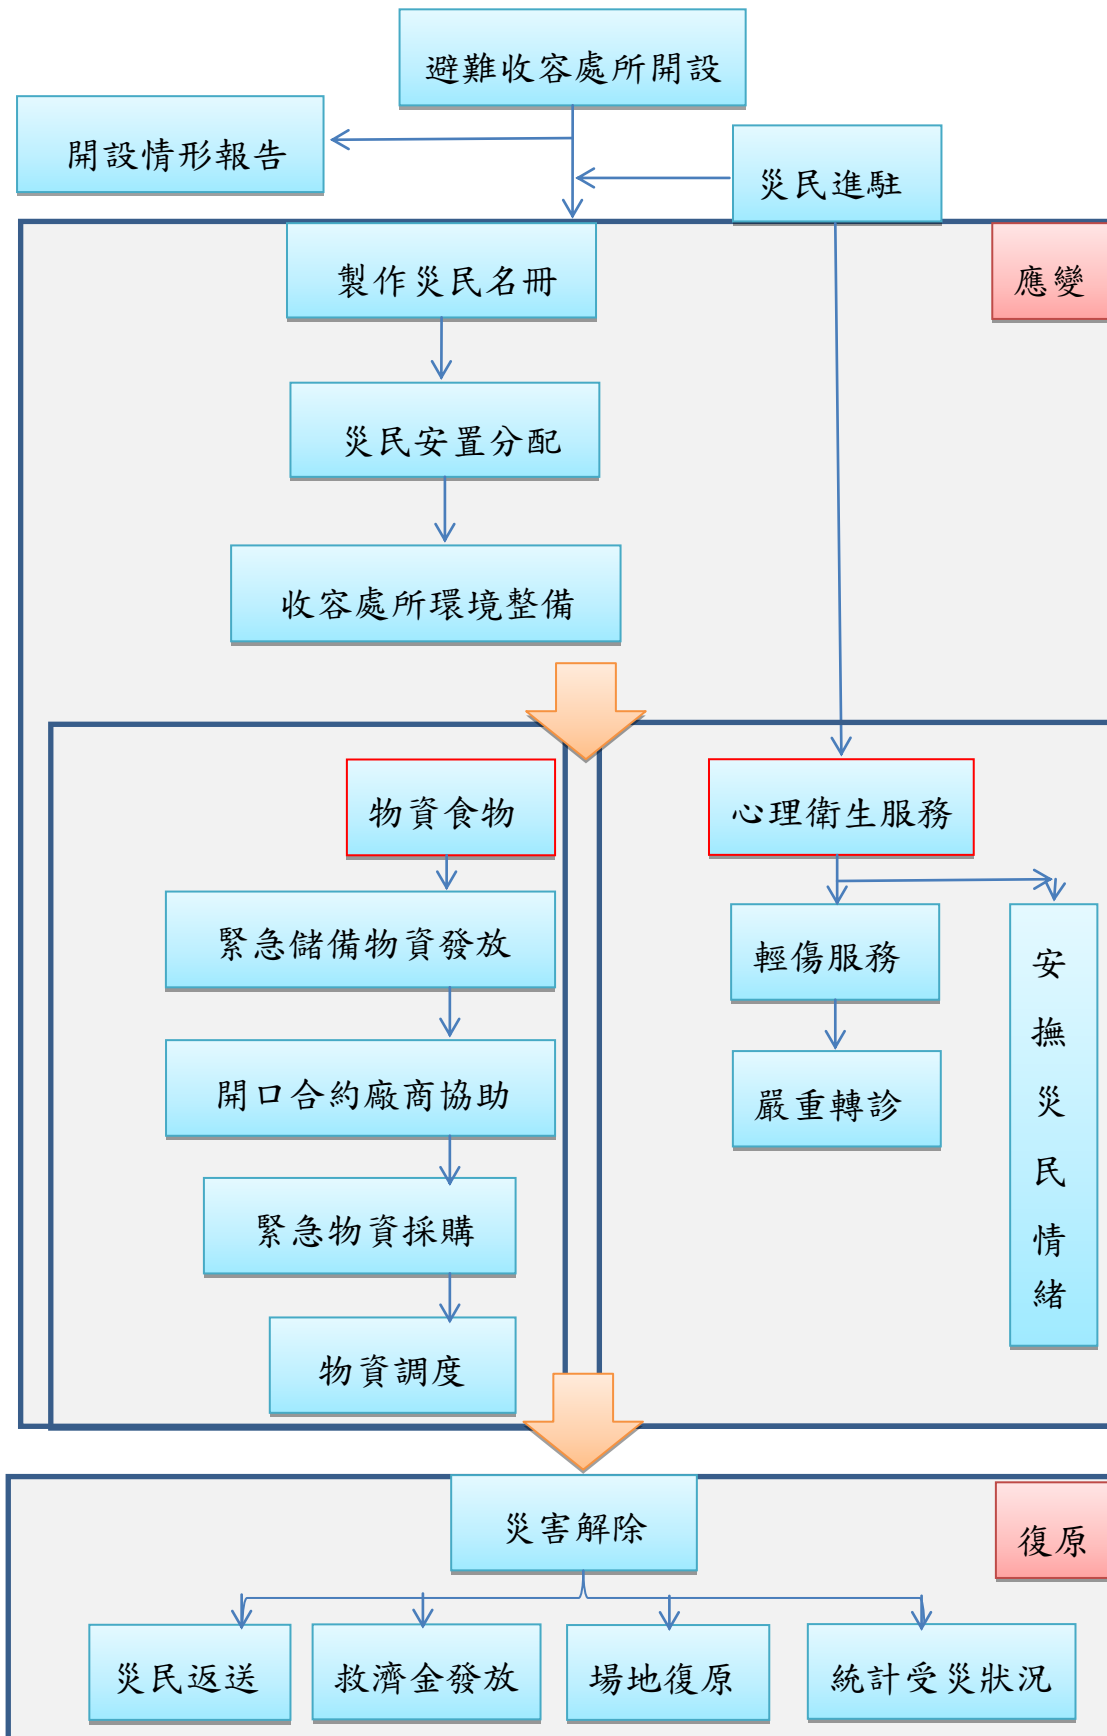 避難收容處所開設
開設情形報告
災民進駐
製作災民名冊
應變
災民安置分配
收容處所環境整備
物資食物
心理衛生服務
緊急儲備物資發放
輕傷服務
安撫災民情緒
開口合約廠商協助
嚴重轉診
緊急物資採購
物資調度
災害解除
復原
災民返送
救濟金發放
場地復原
統計受災狀況